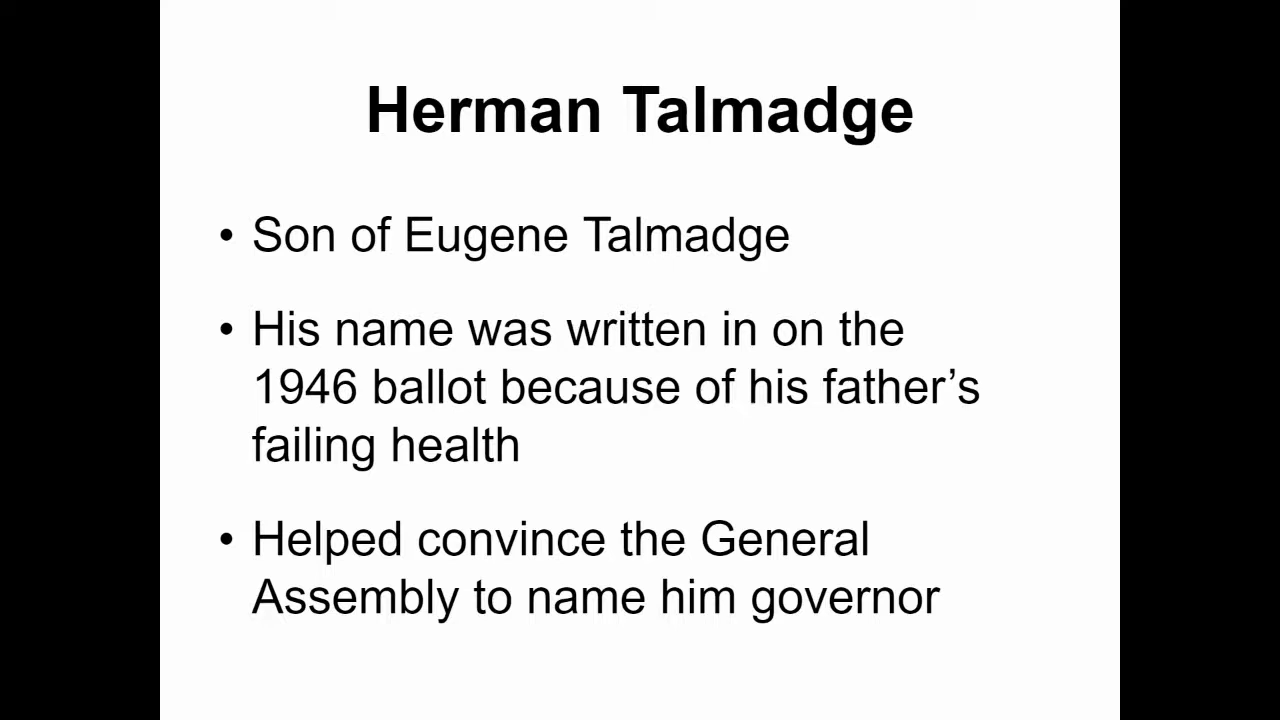 Herman Talmadge
• Son of Eugene Talmadge
• His name was written in on the
1946 ballot because of his father’s
failing health
• Helped convince the General
Assembly to name him governor